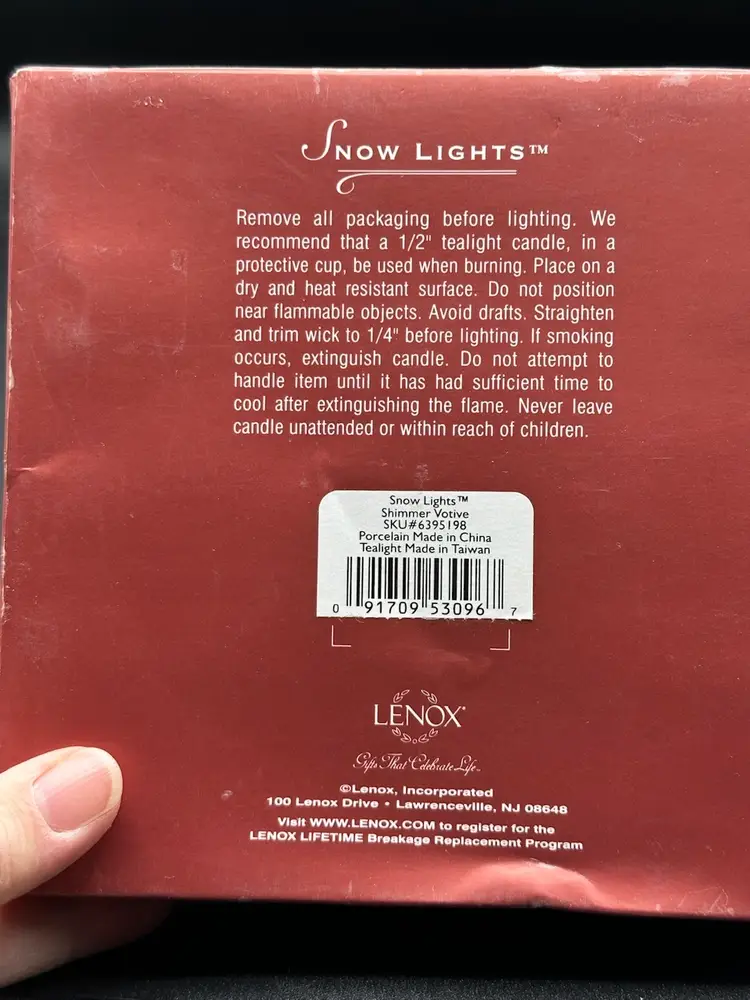 SNOW LIGHTS™
Remove all packaging before lighting. We
recommend that a 1/2" tealight candle, in a
protective cup, be used when burning. Place on a
dry and heat resistant surface. Do not position
near flammable objects. Avoid drafts. Straighten
and trim wick to 1/4" before lighting. If smoking
occurs, extinguish candle. Do not attempt to
handle item until it has had sufficient time to
cool after extinguishing the flame. Never leave
candle unattended or within reach of children.
Snow Lights™
Shimmer Votive
SKU#6395198
Porcelain Made in China
Tealight Made in Taiwan
0 91709 53096 7
LENOX®
Gifts That Celebrate Life™
©Lenox, Incorporated
100 Lenox Drive • Lawrenceville, NJ 08648
Visit WWW.LENOX.COM to register for the
LENOX LIFETIME Breakage Replacement Program